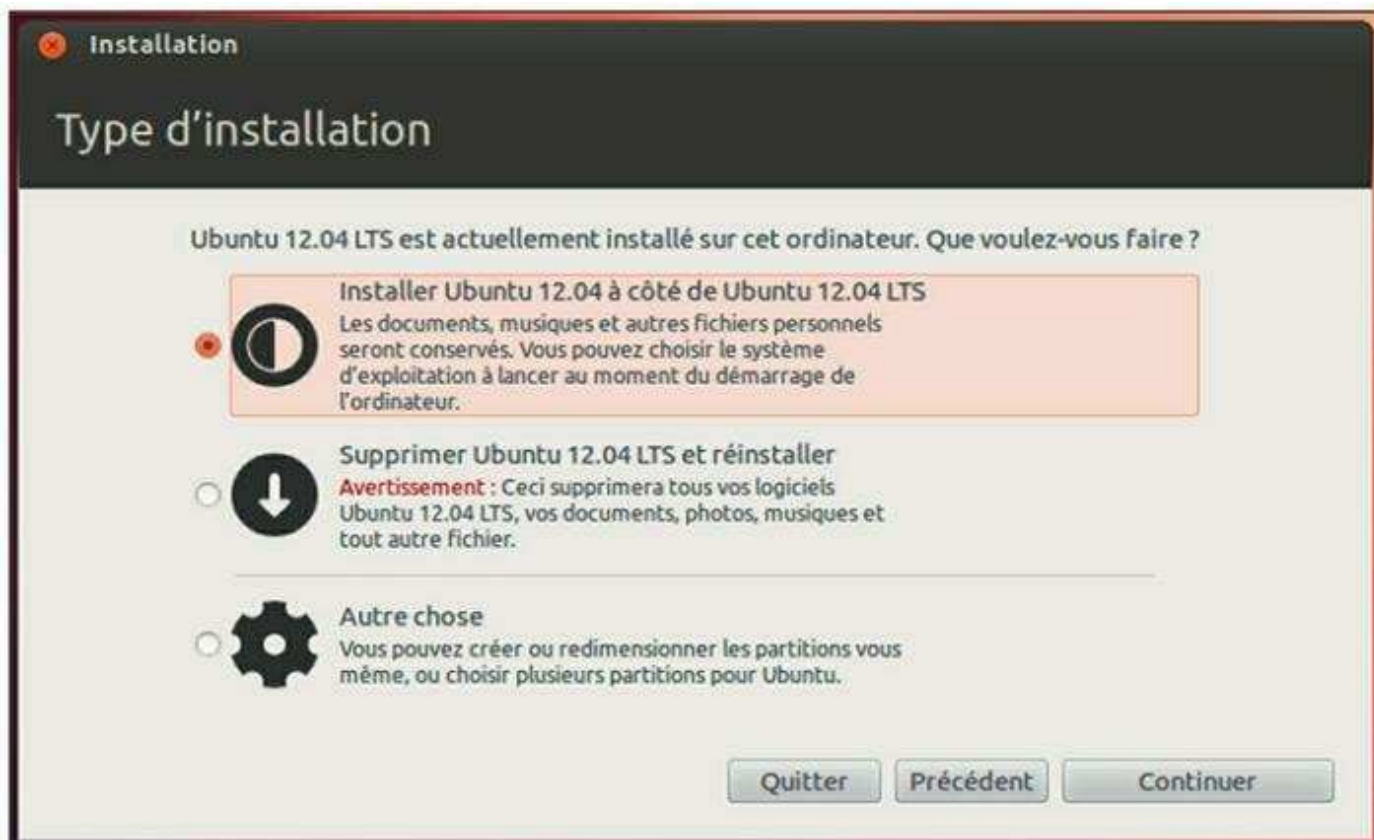 Installation
Type d'installation
Ubuntu 12.04 LTS est actuellement installé sur cet ordinateur. Que voulez-vous faire ?
Installer Ubuntu 12.04 à côté de Ubuntu 12.04 LTS
Les documents, musiques et autres fichiers personnels
seront conservés. Vous pouvez choisir le système
d'exploitation à lancer au moment du démarrage de
l'ordinateur.
Supprimer Ubuntu 12.04 LTS et réinstaller
Avertissement : Ceci supprimera tous vos logiciels
Ubuntu 12.04 LTS, vos documents, photos, musiques et
tout autre fichier.
Autre chose
Vous pouvez créer ou redimensionner les partitions vous
même, ou choisir plusieurs partitions pour Ubuntu.
Quitter
Précédent
Continuer